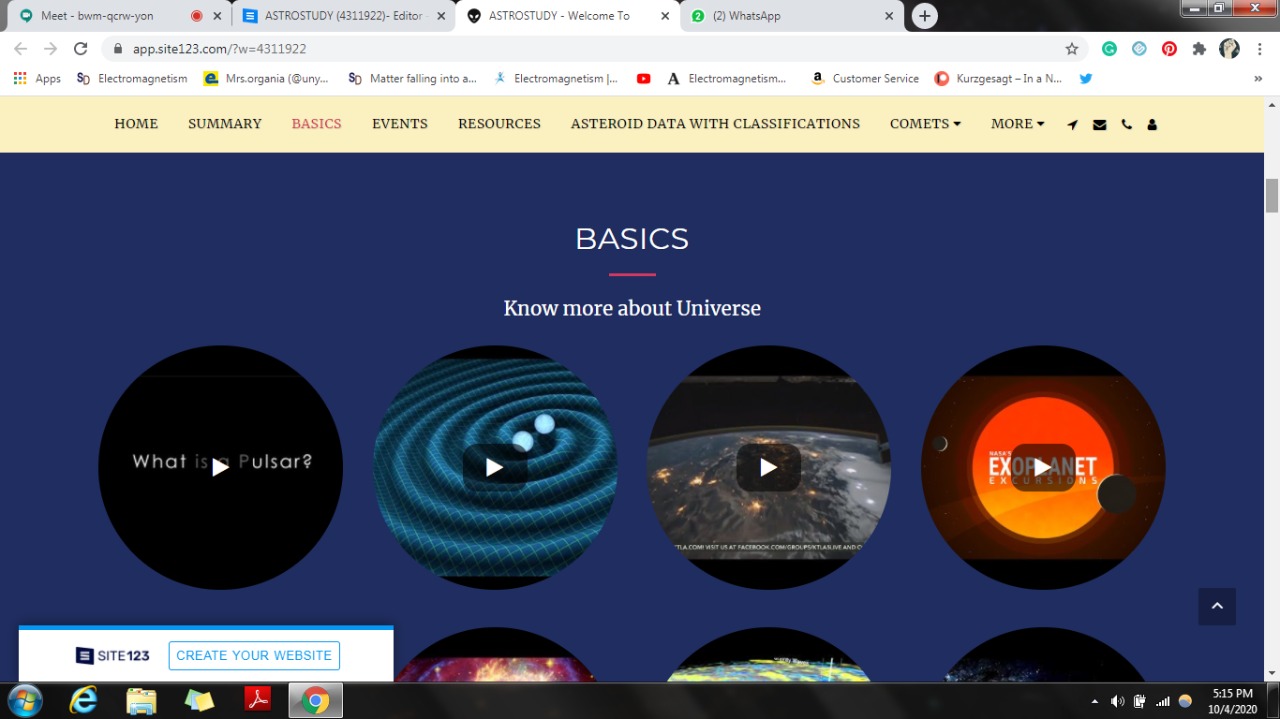 Meet - bwm-qcrw-yon
ASTROSTUDY (4311922)- Editor
ASTROSTUDY - Welcome To
(2) WhatsApp
app.site123.com/?w=4311922
Apps
Electromagnetism
Mrs.organia (@uny...
Matter falling into a...
Electromagnetism |...
Electromagnetism...
Customer Service
Kurzgesagt – In a N...
»
HOME
SUMMARY
BASICS
EVENTS
RESOURCES
ASTEROID DATA WITH CLASSIFICATIONS
COMETS
MORE
BASICS
Know more about Universe
What is a Pulsar?
KTLA.COM! VISIT US AT FACEBOOK.COM/GROUPS/KTLA5LIVE AND
NASA'S
EXOPLANET
EXCURSIONS
SITE123
CREATE YOUR WEBSITE
5:15 PM
10/4/2020